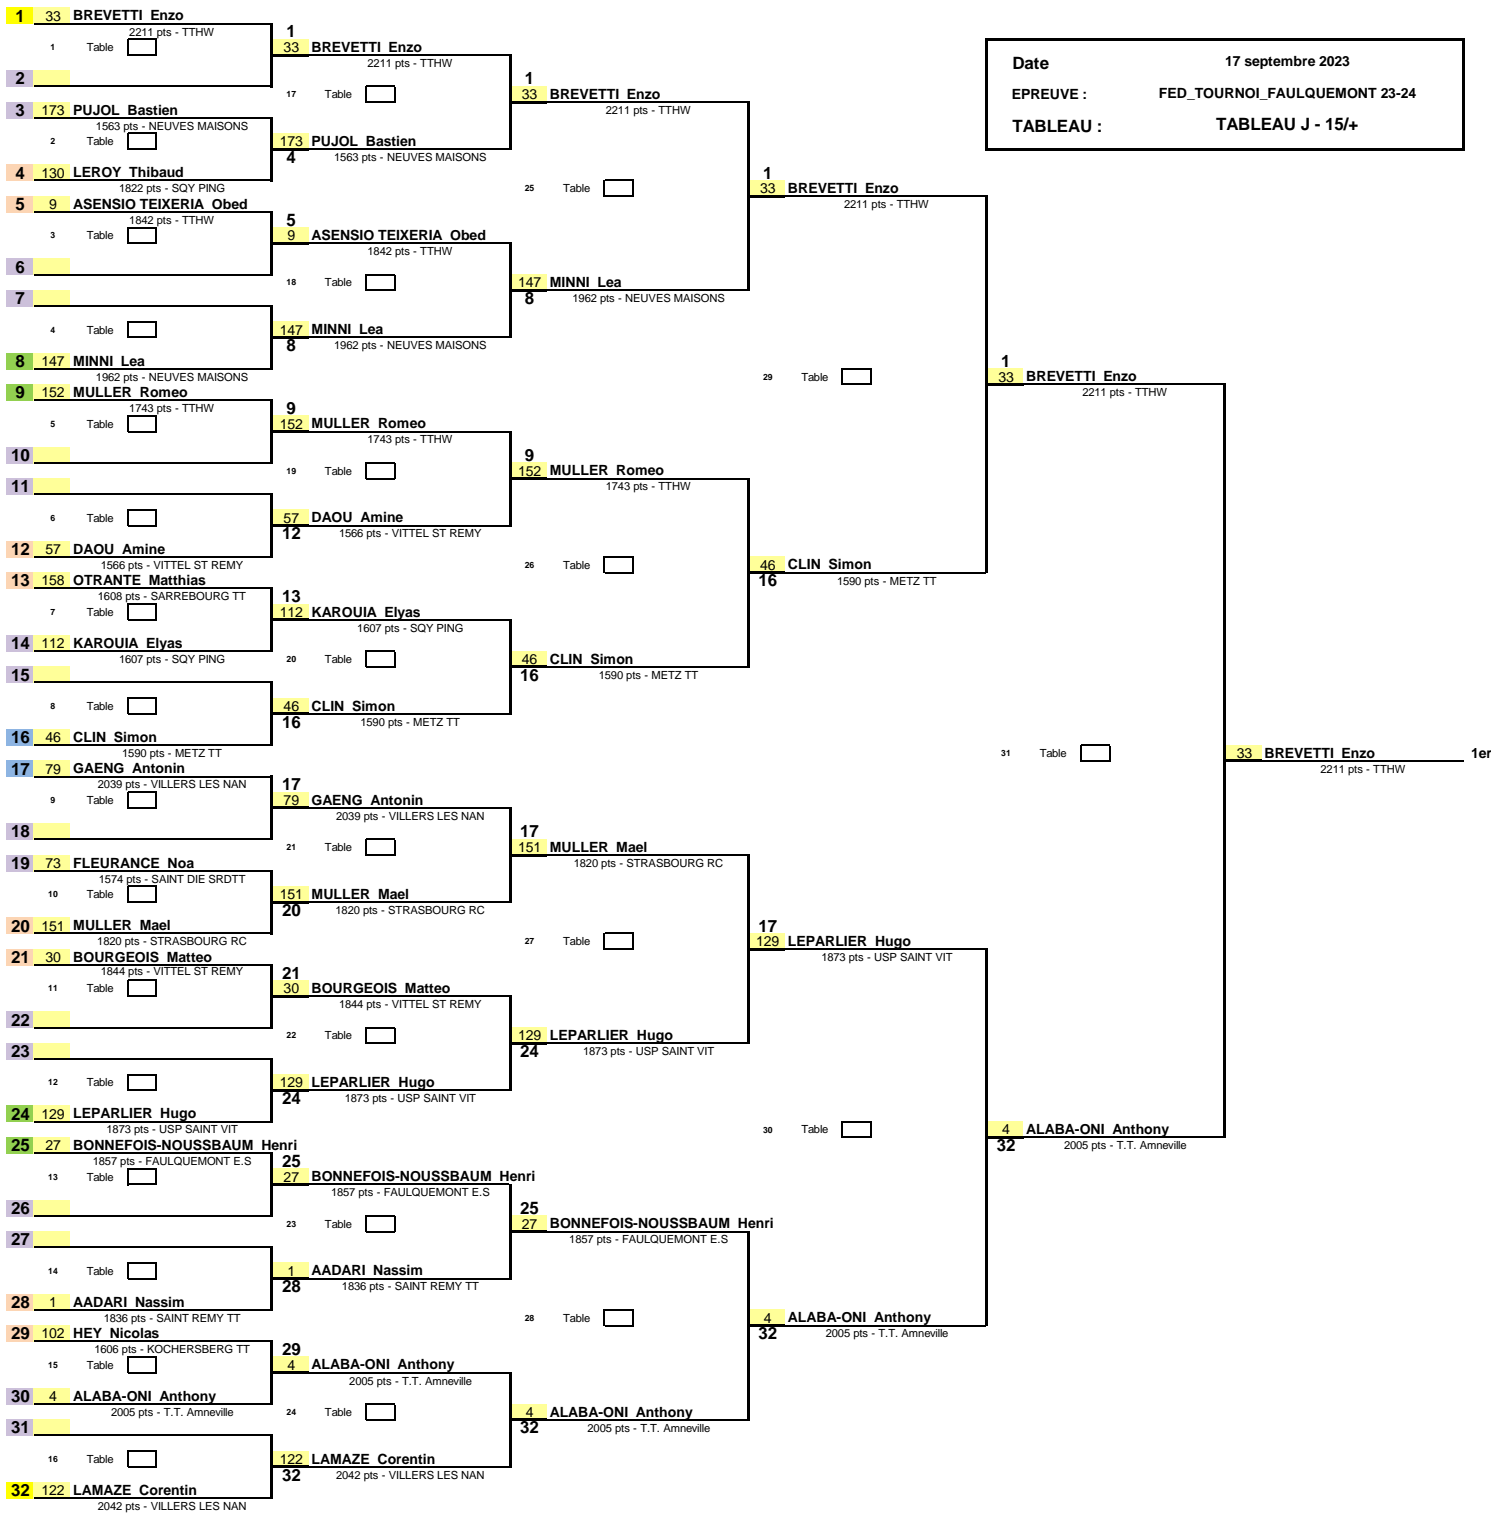 Date 17 septembre 2023
EPREUVE : FED_TOURNOI_FAULQUEMONT 23-24
TABLEAU : TABLEAU J - 15/+
1 33 BREVETTI Enzo
2211 pts - TTHW
1 Table
2
3 173 PUJOL Bastien
1563 pts - NEUVES MAISONS
2 Table
4 130 LEROY Thibaud
1822 pts - SQY PING
5 9 ASENSIO TEIXERIA Obed
1842 pts - TTHW
3 Table
6
7
4 Table
8 147 MINNI Lea
1962 pts - NEUVES MAISONS
9 152 MULLER Romeo
1743 pts - TTHW
5 Table
10
11
6 Table
12 57 DAOU Amine
1566 pts - VITTEL ST REMY
13 158 OTRANTE Matthias
1608 pts - SARREBOURG TT
7 Table
14 112 KAROUIA Elyas
1607 pts - SQY PING
15
8 Table
16 46 CLIN Simon
1590 pts - METZ TT
17 79 GAENG Antonin
2039 pts - VILLERS LES NAN
9 Table
18
19 73 FLEURANCE Noa
1574 pts - SAINT DIE SRDTT
10 Table
20 151 MULLER Mael
1820 pts - STRASBOURG RC
21 30 BOURGEOIS Matteo
1844 pts - VITTEL ST REMY
11 Table
22
23
12 Table
24 129 LEPARLIER Hugo
1873 pts - USP SAINT VIT
25 27 BONNEFOIS-NOUSSBAUM Henri
1857 pts - FAULQUEMONT E.S
13 Table
26
27
14 Table
28 1 AADARI Nassim
1836 pts - SAINT REMY TT
29 102 HEY Nicolas
1606 pts - KOCHERSBERG TT
15 Table
30 4 ALABA-ONI Anthony
2005 pts - T.T. Amneville
31
16 Table
32 122 LAMAZE Corentin
2042 pts - VILLERS LES NAN
1
33 BREVETTI Enzo
2211 pts - TTHW
17 Table
173 PUJOL Bastien
4 1563 pts - NEUVES MAISONS
5
9 ASENSIO TEIXERIA Obed
1842 pts - TTHW
18 Table
147 MINNI Lea
8 1962 pts - NEUVES MAISONS
9
152 MULLER Romeo
1743 pts - TTHW
19 Table
57 DAOU Amine
12 1566 pts - VITTEL ST REMY
13
112 KAROUIA Elyas
1607 pts - SQY PING
20 Table
46 CLIN Simon
16 1590 pts - METZ TT
17
79 GAENG Antonin
2039 pts - VILLERS LES NAN
21 Table
151 MULLER Mael
20 1820 pts - STRASBOURG RC
21
30 BOURGEOIS Matteo
1844 pts - VITTEL ST REMY
22 Table
129 LEPARLIER Hugo
24 1873 pts - USP SAINT VIT
25
27 BONNEFOIS-NOUSSBAUM Henri
1857 pts - FAULQUEMONT E.S
23 Table
1 AADARI Nassim
28 1836 pts - SAINT REMY TT
29
4 ALABA-ONI Anthony
2005 pts - T.T. Amneville
24 Table
122 LAMAZE Corentin
32 2042 pts - VILLERS LES NAN
1
33 BREVETTI Enzo
2211 pts - TTHW
25 Table
147 MINNI Lea
8 1962 pts - NEUVES MAISONS
9
152 MULLER Romeo
1743 pts - TTHW
26 Table
46 CLIN Simon
16 1590 pts - METZ TT
17
151 MULLER Mael
1820 pts - STRASBOURG RC
27 Table
129 LEPARLIER Hugo
24 1873 pts - USP SAINT VIT
25
27 BONNEFOIS-NOUSSBAUM Henri
1857 pts - FAULQUEMONT E.S
28 Table
4 ALABA-ONI Anthony
32 2005 pts - T.T. Amneville
1
33 BREVETTI Enzo
2211 pts - TTHW
29 Table
46 CLIN Simon
16 1590 pts - METZ TT
17
129 LEPARLIER Hugo
1873 pts - USP SAINT VIT
30 Table
4 ALABA-ONI Anthony
32 2005 pts - T.T. Amneville
1
33 BREVETTI Enzo
2211 pts - TTHW
31 Table
4 ALABA-ONI Anthony
32 2005 pts - T.T. Amneville
33 BREVETTI Enzo 1er
2211 pts - TTHW